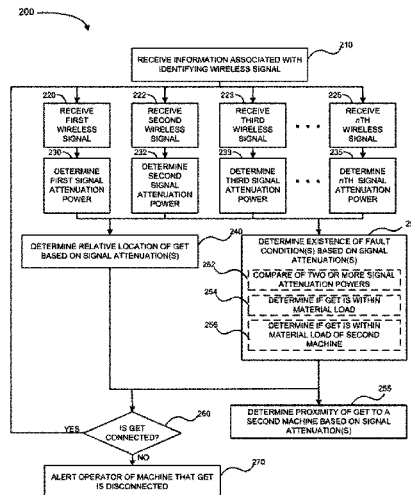 200
210
RECEIVE INFORMATION ASSOCIATED WITH
IDENTIFYING WIRELESS SIGNAL
220
RECEIVE
FIRST
WIRELESS
SIGNAL
222
RECEIVE
SECOND
WIRELESS
SIGNAL
223
RECEIVE
THIRD
WIRELESS
SIGNAL
• • •
225
RECEIVE
nTH
WIRELESS
SIGNAL
230
DETERMINE
FIRST SIGNAL
ATTENUATION
POWER
232
DETERMINE
SECOND
SIGNAL
ATTENUATION
POWER
233
DETERMINE
THIRD SIGNAL
ATTENUATION
POWER
• • •
235
DETERMINE
nTH SIGNAL
ATTENUATION
POWER
240
DETERMINE RELATIVE LOCATION OF GET
BASED ON SIGNAL ATTENUATION(S)
DETERMINE EXISTENCE OF FAULT
CONDITION(S) BASED ON SIGNAL
ATTENUATION(S)
252
COMPARE OF TWO OR MORE SIGNAL
ATTENUATION POWERS
254
DETERMINE IF GET IS WITHIN
MATERIAL LOAD
256
DETERMINE IF GET IS WITHIN
MATERIAL LOAD OF SECOND
MACHINE
255
DETERMINE PROXIMITY OF GET TO A
SECOND MACHINE BASED ON SIGNAL
ATTENUATION(S)
260
YES
IS GET
CONNECTED?
NO
270
ALERT OPERATOR OF MACHINE THAT GET
IS DISCONNECTED